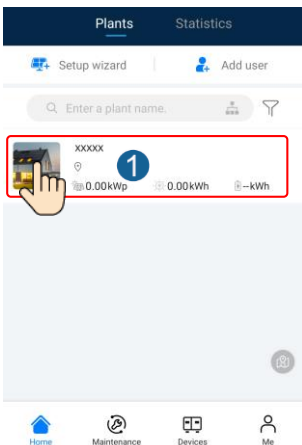 Plants Statistics
Setup wizard Add user
Enter a plant name.
xxxxx
1
0.00kWp 0.00kWh --kWh
Home Maintenance Devices Me